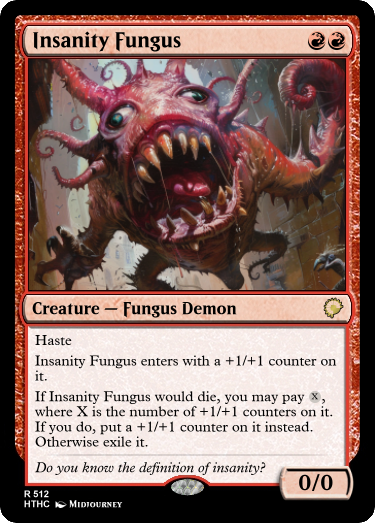 Insanity Fungus
Creature — Fungus Demon
Haste
Insanity Fungus enters with a +1/+1 counter on
it.
If Insanity Fungus would die, you may pay X,
where X is the number of +1/+1 counters on it.
If you do, put a +1/+1 counter on it instead.
Otherwise exile it.
Do you know the definition of insanity?
0/0
R 512
HTHC Midjourney